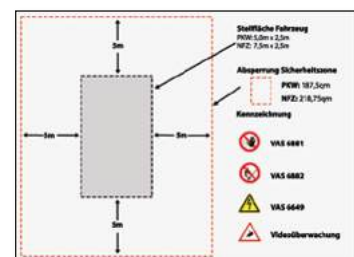 5m
Stellfläche Fahrzeug
PKW: 5,0m x 2,5m
NFZ: 7,5m x 2,5m
Absperrung Sicherheitszone
PKW: 187,5qm
NFZ: 218,75qm
Kennzeichnung
5m
5m
VAS 6881
VAS 6882
VAS 6649
5m
Videoüberwachung